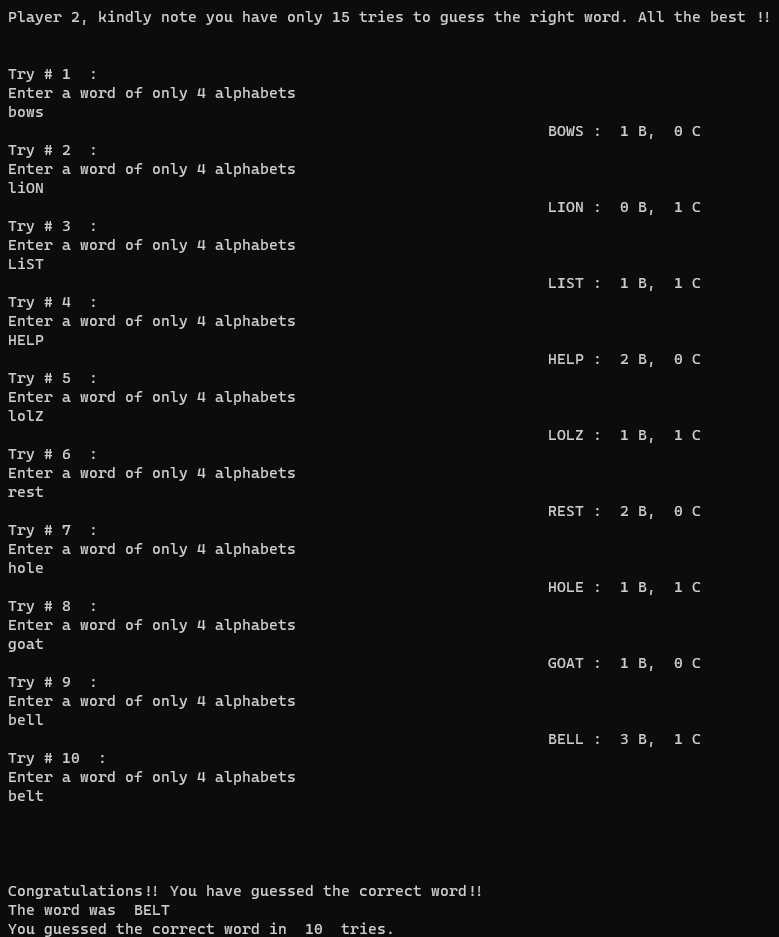 Player 2, kindly note you have only 15 tries to guess the right word. All the best !!
Try # 1  :
Enter a word of only 4 alphabets
bows
BOWS :  1 B,  0 C
Try # 2  :
Enter a word of only 4 alphabets
liON
LION :  0 B,  1 C
Try # 3  :
Enter a word of only 4 alphabets
LiST
LIST :  1 B,  1 C
Try # 4  :
Enter a word of only 4 alphabets
HELP
HELP :  2 B,  0 C
Try # 5  :
Enter a word of only 4 alphabets
lolZ
LOLZ :  1 B,  1 C
Try # 6  :
Enter a word of only 4 alphabets
rest
REST :  2 B,  0 C
Try # 7  :
Enter a word of only 4 alphabets
hole
HOLE :  1 B,  1 C
Try # 8  :
Enter a word of only 4 alphabets
goat
GOAT :  1 B,  0 C
Try # 9  :
Enter a word of only 4 alphabets
bell
BELL :  3 B,  1 C
Try # 10  :
Enter a word of only 4 alphabets
belt
Congratulations!! You have guessed the correct word!!
The word was  BELT
You guessed the correct word in  10  tries.